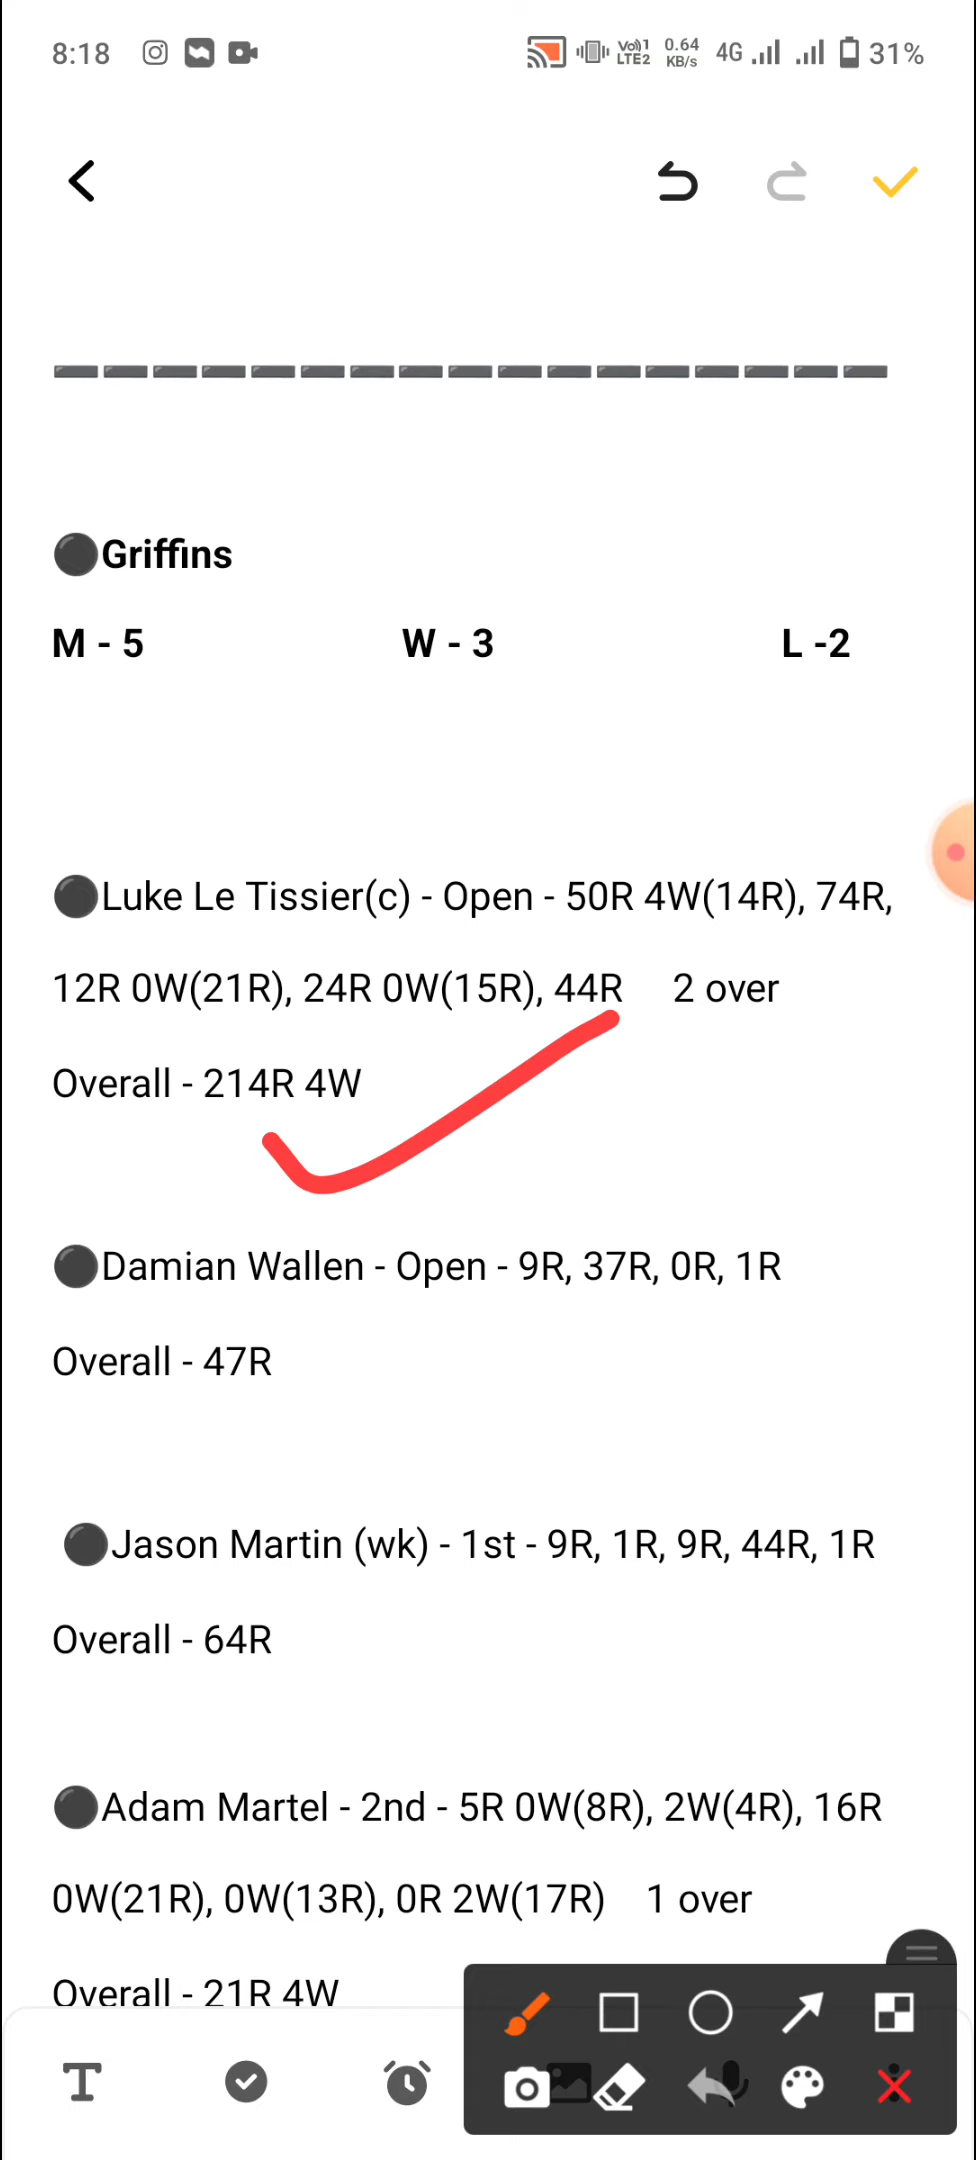 8:18 Vo)) 1 LTE2 0.64 KB/s 4G 31%
Griffins
M - 5 W - 3 L -2
Luke Le Tissier(c) - Open - 50R 4W(14R), 74R,
12R 0W(21R), 24R 0W(15R), 44R 2 over
Overall - 214R 4W
Damian Wallen - Open - 9R, 37R, 0R, 1R
Overall - 47R
Jason Martin (wk) - 1st - 9R, 1R, 9R, 44R, 1R
Overall - 64R
Adam Martel - 2nd - 5R 0W(8R), 2W(4R), 16R
0W(21R), 0W(13R), 0R 2W(17R) 1 over
Overall - 21R 4W
T